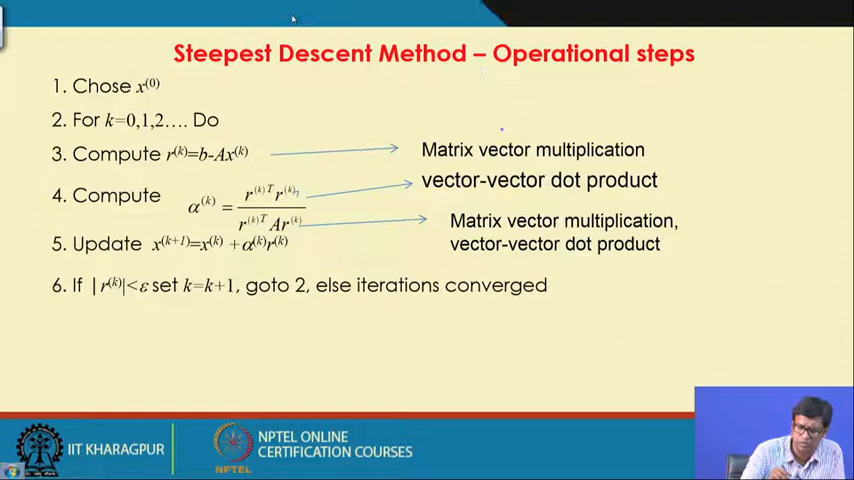 Steepest Descent Method – Operational steps
1. Chose x^(0)
2. For k=0,1,2…. Do
3. Compute r^(k)=b-Ax^(k)
Matrix vector multiplication
4. Compute α^(k) = r^(k)T r^(k) / r^(k)T Ar^(k)
vector-vector dot product
Matrix vector multiplication,
vector-vector dot product
5. Update x^(k+1)=x^(k) +α^(k)r^(k)
6. If |r^(k)|<ε set k=k+1, goto 2, else iterations converged
IIT KHARAGPUR
NPTEL
NPTEL ONLINE
CERTIFICATION COURSES